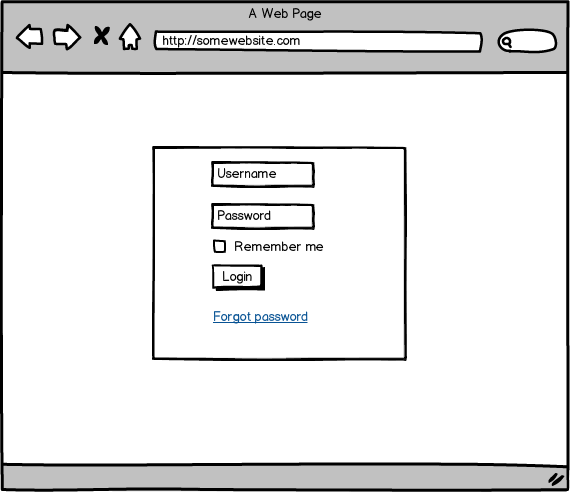 A Web Page
http://somewebsite.com
Username
Password
Remember me
Login
Forgot password